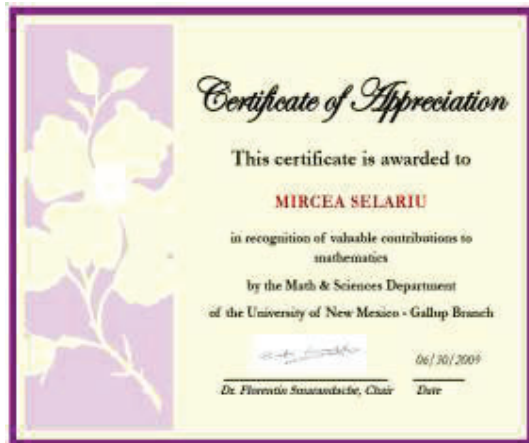 Certificate of Appreciation
This certificate is awarded to
MIRCEA SELARIU
in recognition of valuable contributions to
mathematics
by the Math & Sciences Department
of the University of New Mexico - Gallup Branch
06/30/2009
Dr. Florentin Smarandache, Chair Date